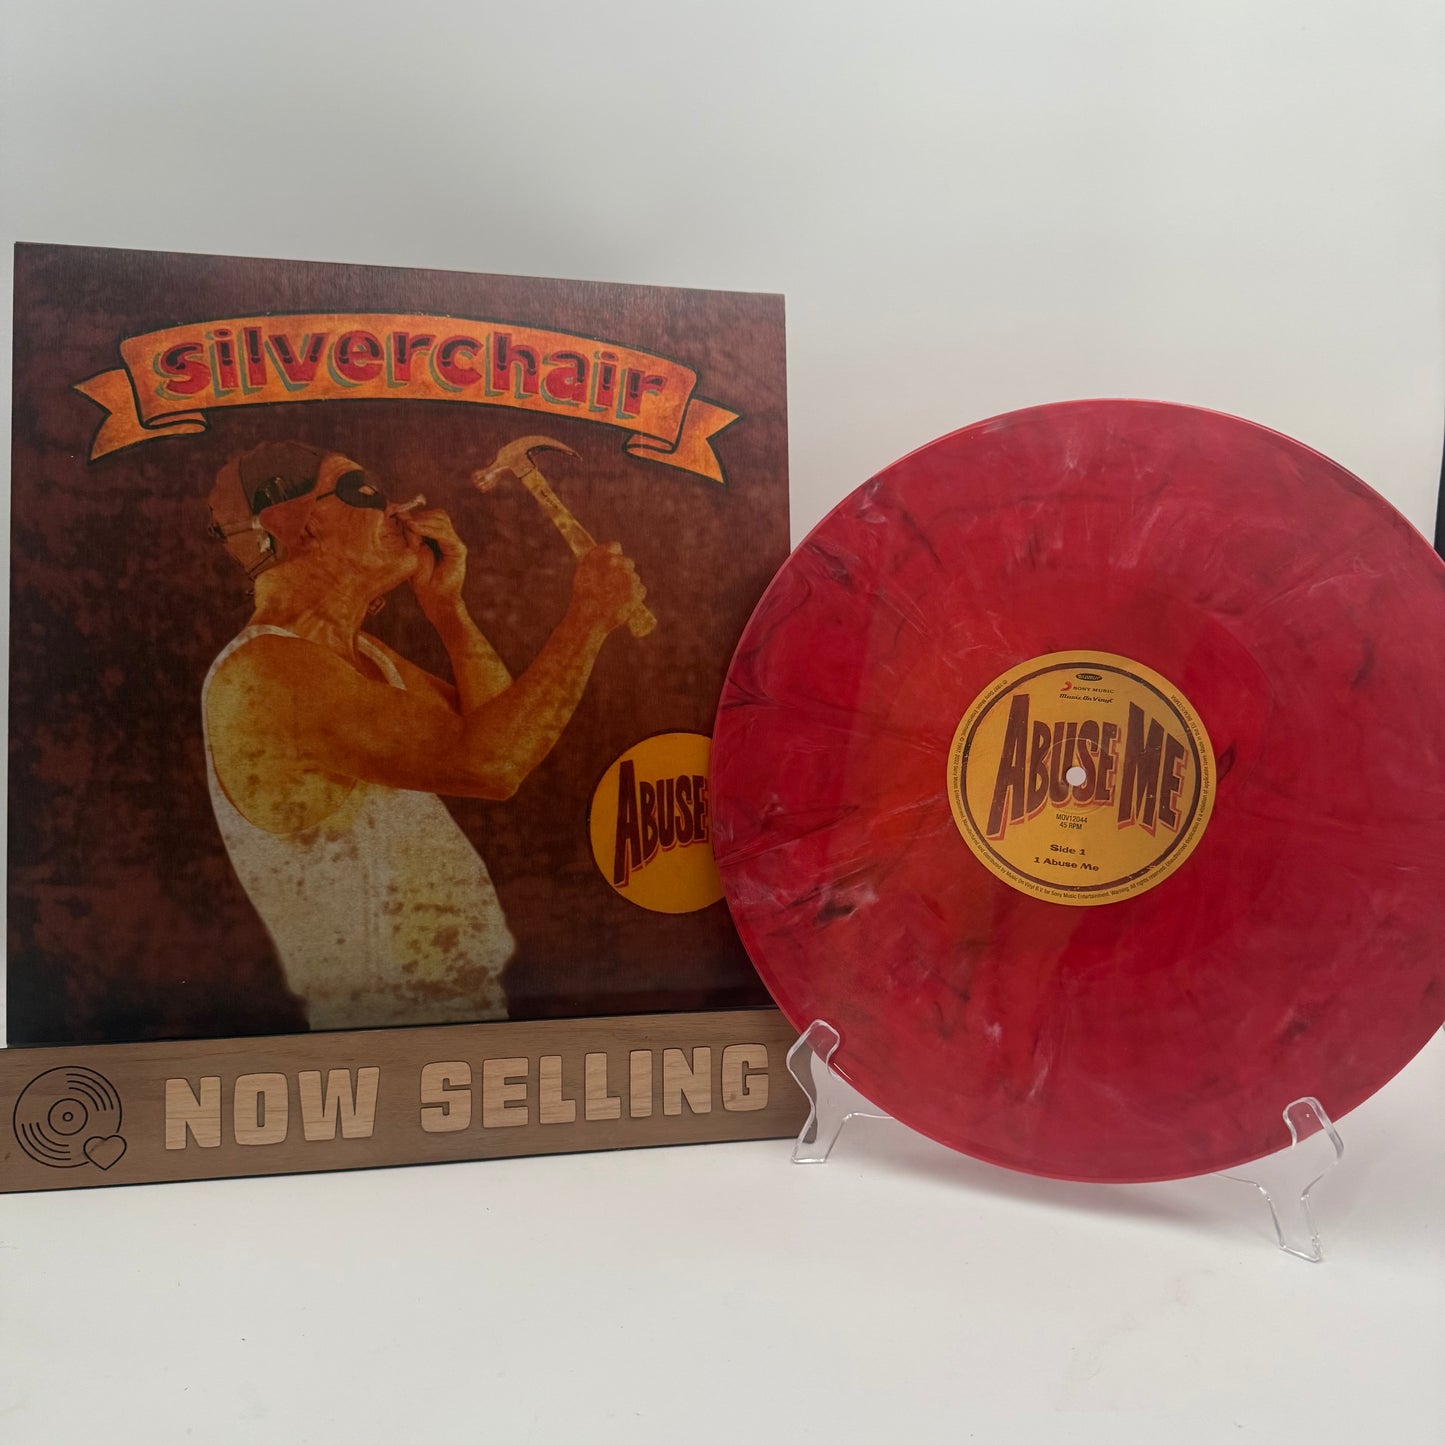 silverchair
ABUSE
SONY MUSIC
Music On Vinyl
ABUSE ME
MOV12044
45 RPM
Side 1
1 Abuse Me
NOW SELLING